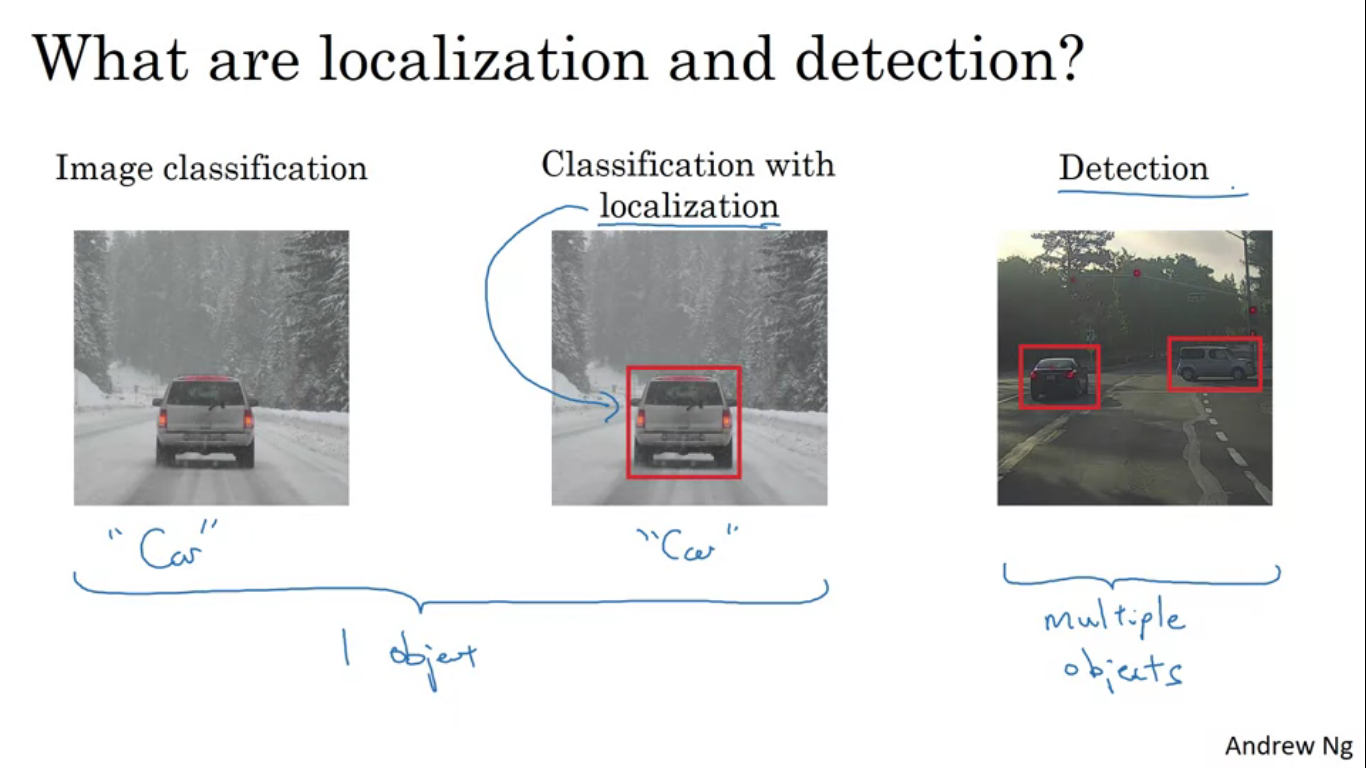 What are localization and detection?
Image classification
Classification with
localization
Detection
"Car"
"Car"
1 object
multiple
objects
Andrew Ng